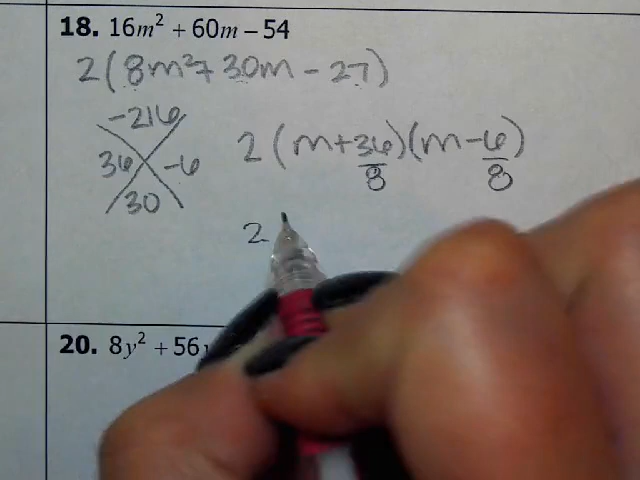 18. 16m² + 60m − 54
2(8m² + 30m − 27)
-216
36 -6
30
2(m+36/8)(m-6/8)
2
20. 8y² + 56